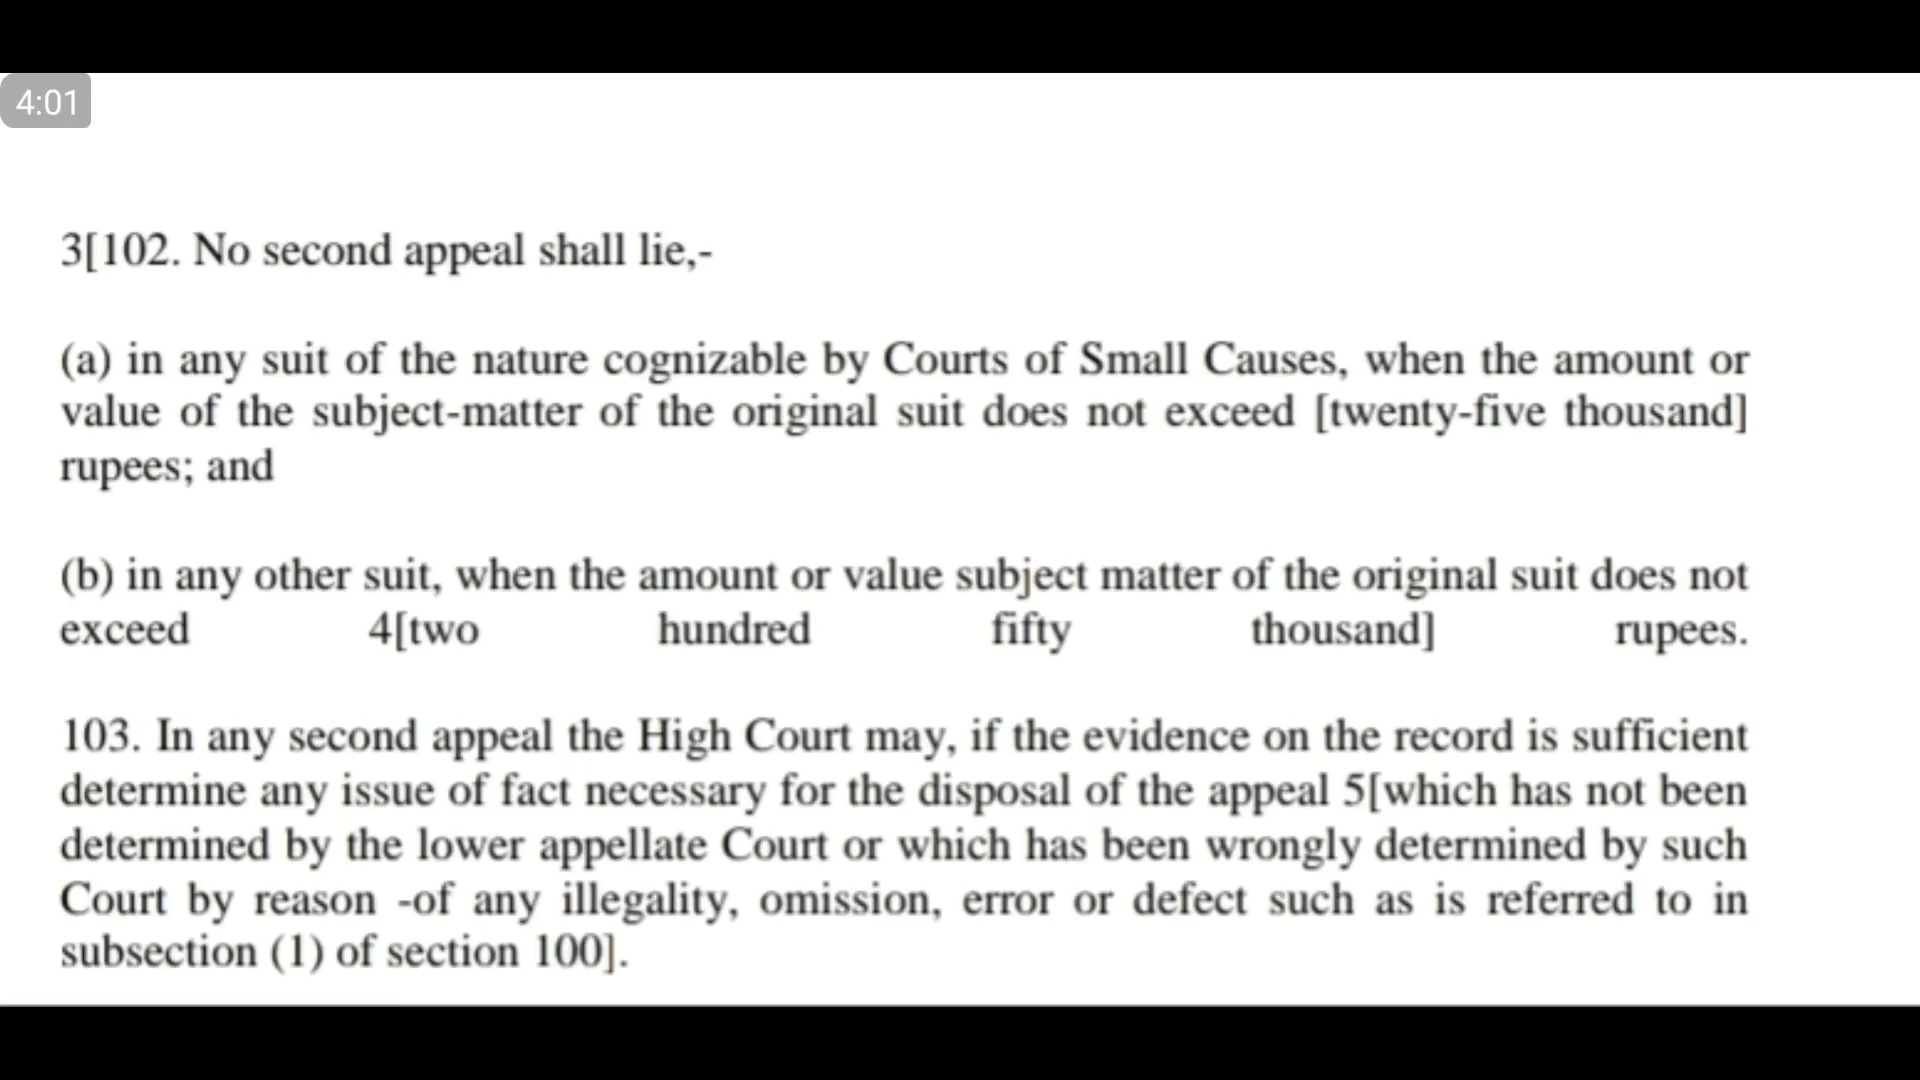 4:01
3[102. No second appeal shall lie,-
(a) in any suit of the nature cognizable by Courts of Small Causes, when the amount or
value of the subject-matter of the original suit does not exceed [twenty-five thousand]
rupees; and
(b) in any other suit, when the amount or value subject matter of the original suit does not
exceed 4[two hundred fifty thousand] rupees.
103. In any second appeal the High Court may, if the evidence on the record is sufficient
determine any issue of fact necessary for the disposal of the appeal 5[which has not been
determined by the lower appellate Court or which has been wrongly determined by such
Court by reason -of any illegality, omission, error or defect such as is referred to in
subsection (1) of section 100].